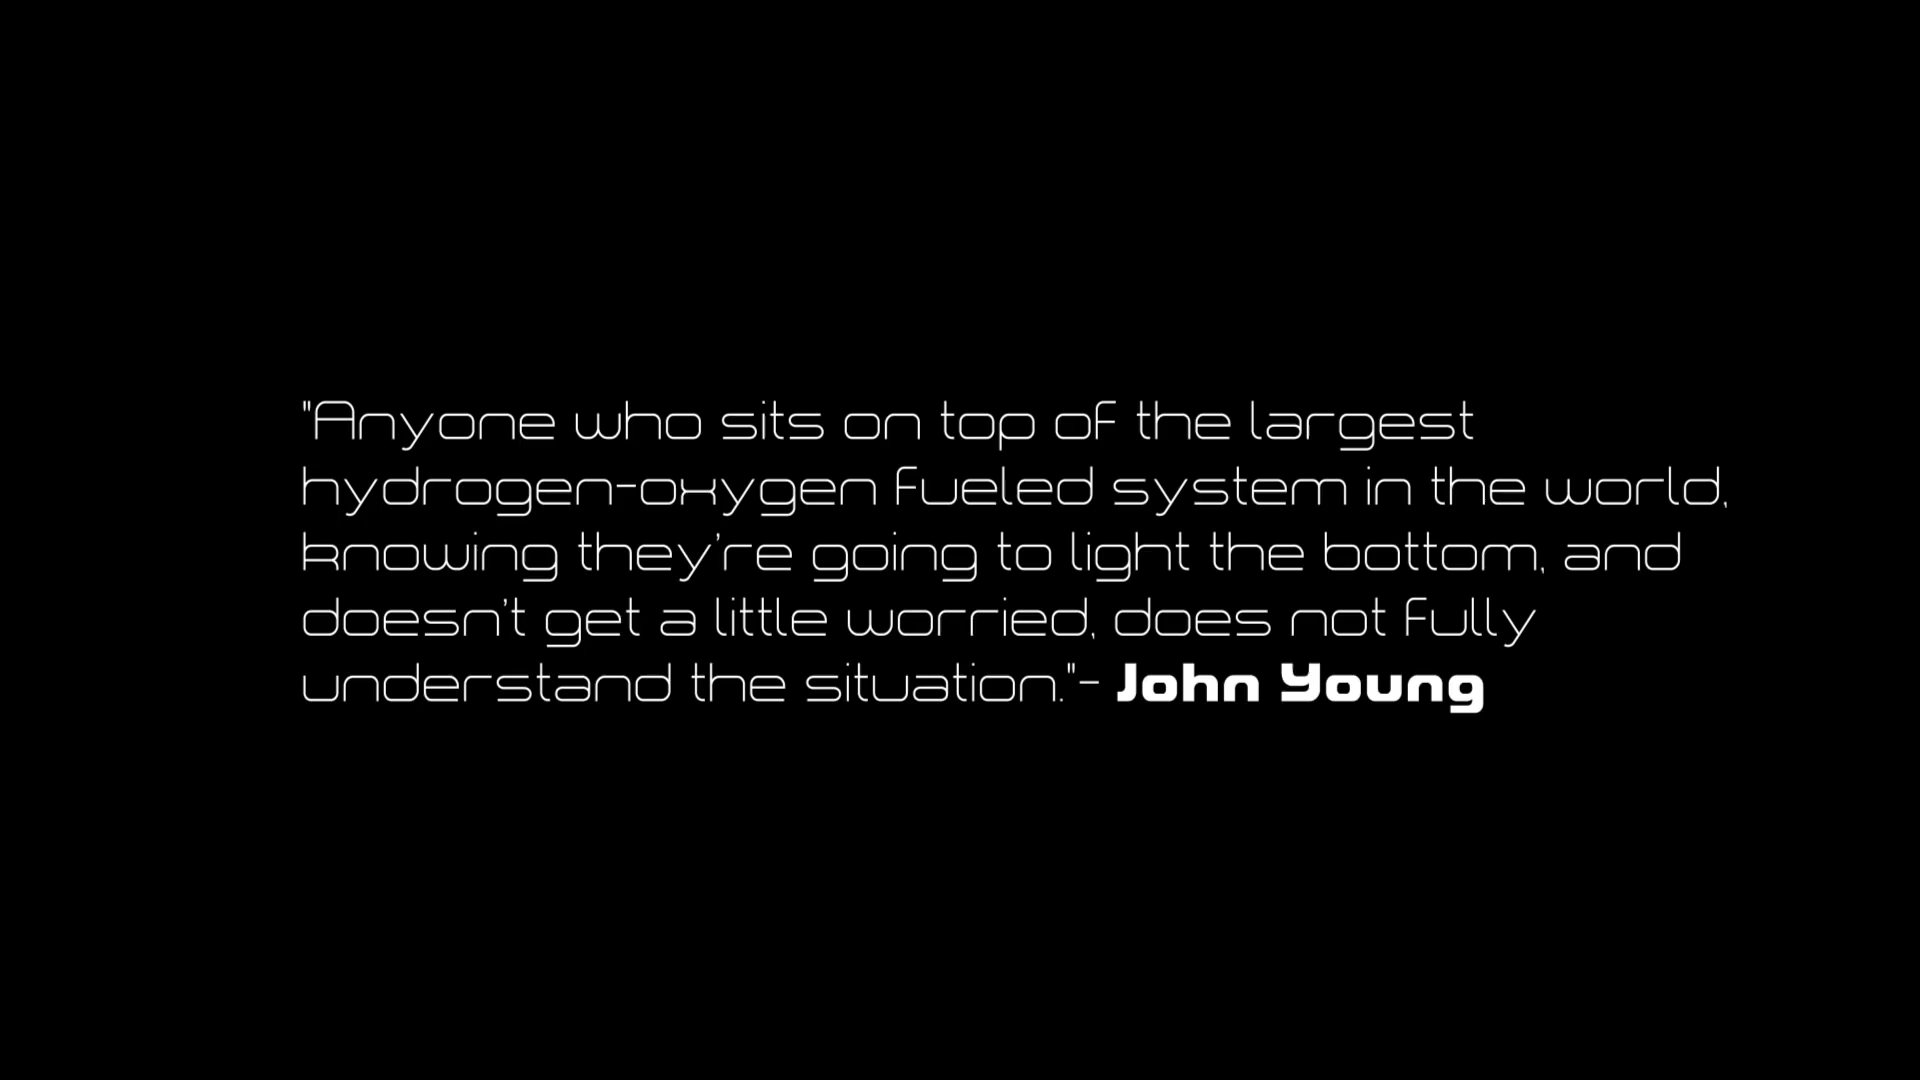 "Anyone who sits on top of the largest
hydrogen-oxygen fueled system in the world,
knowing they're going to light the bottom, and
doesn't get a little worried, does not fully
understand the situation."- John Young